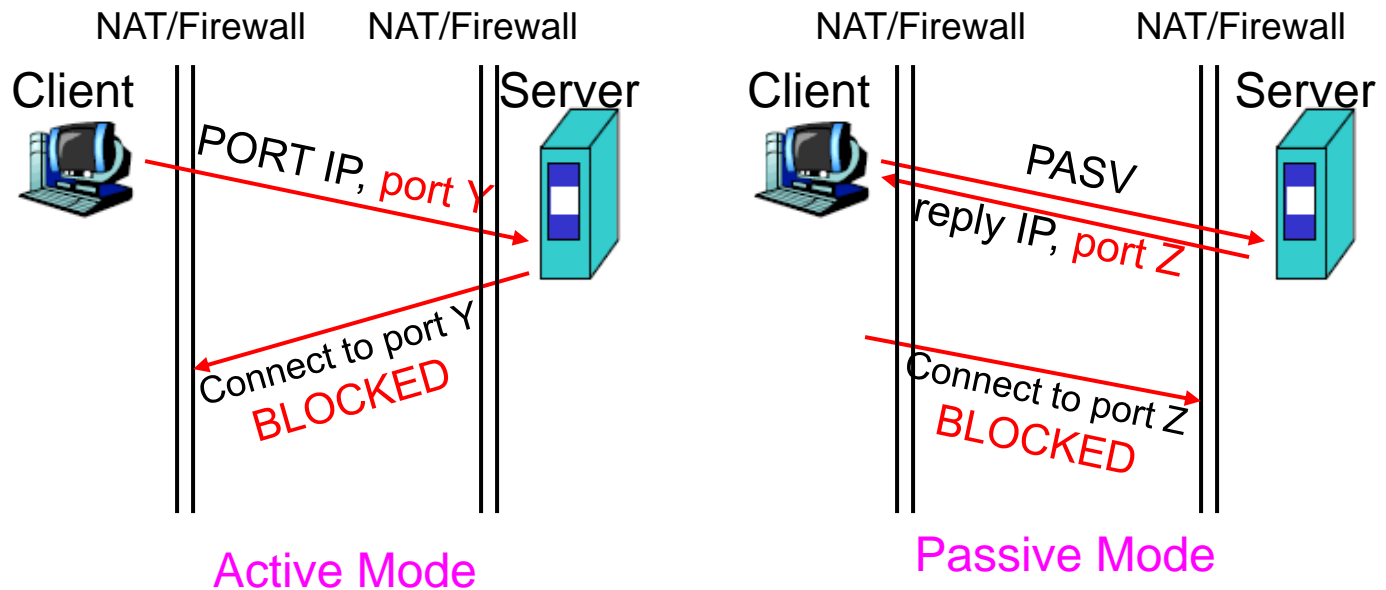 NAT/Firewall
NAT/Firewall
Client
Server
PORT IP, port Y
Connect to port Y
BLOCKED
Active Mode
NAT/Firewall
NAT/Firewall
Client
Server
PASV
reply IP, port Z
Connect to port Z
BLOCKED
Passive Mode